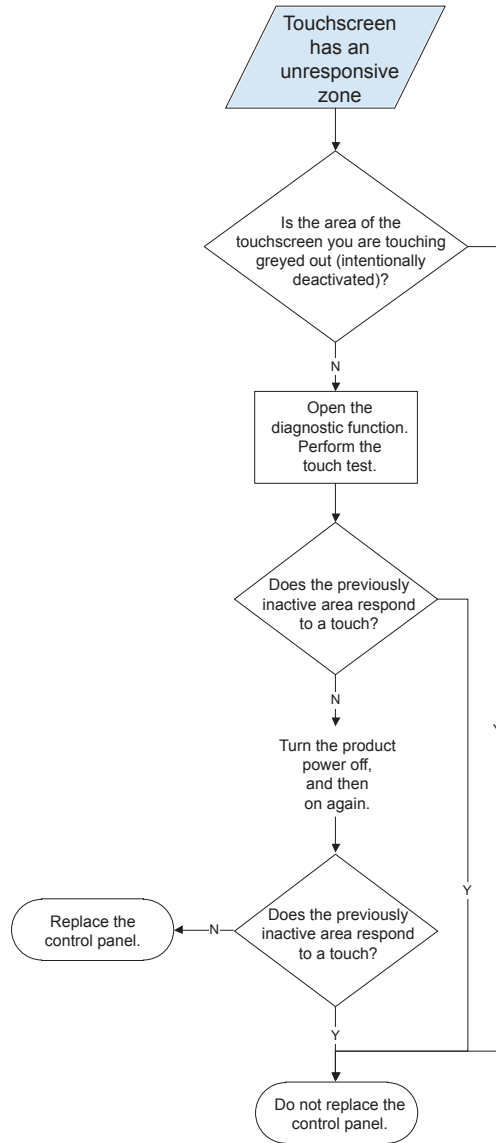 Touchscreen
has an
unresponsive
zone
Is the area of the
touchscreen you are touching
greyed out (intentionally
deactivated)?
N
Open the
diagnostic function.
Perform the
touch test.
Does the previously
inactive area respond
to a touch?
N
Y
Turn the product
power off,
and then
on again.
Y
Does the previously
inactive area respond
to a touch?
N
Replace the
control panel.
Y
Do not replace the
control panel.